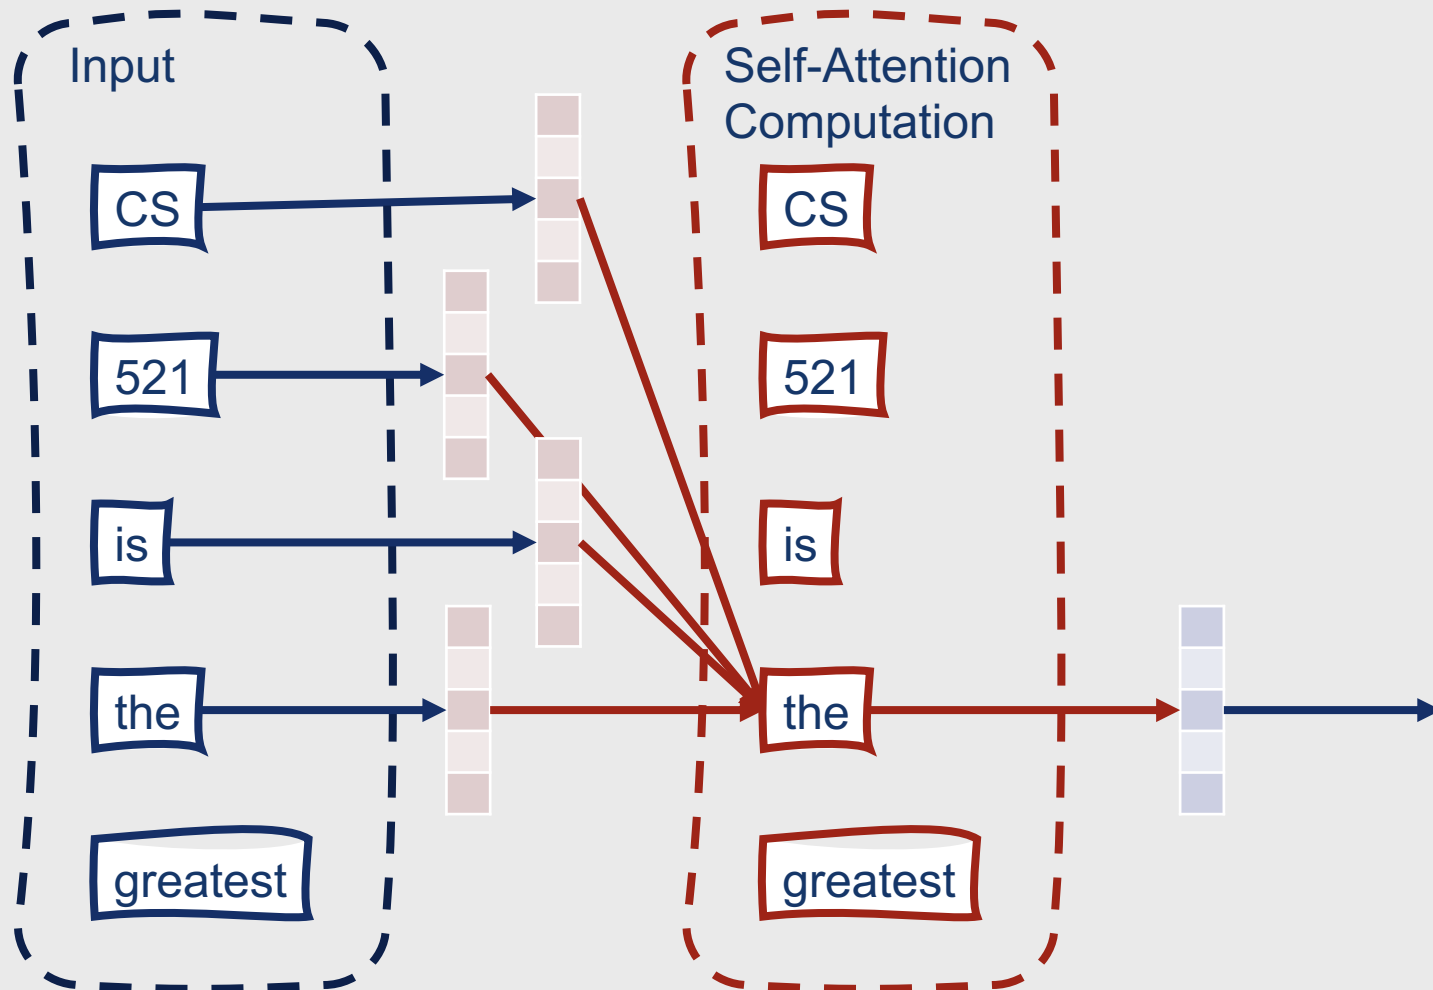 Input
CS
521
is
the
greatest
Self-Attention
Computation
CS
521
is
the
greatest